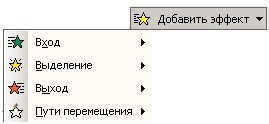 Добавить эффект
Вход
Выделение
Выход
Пути перемещения